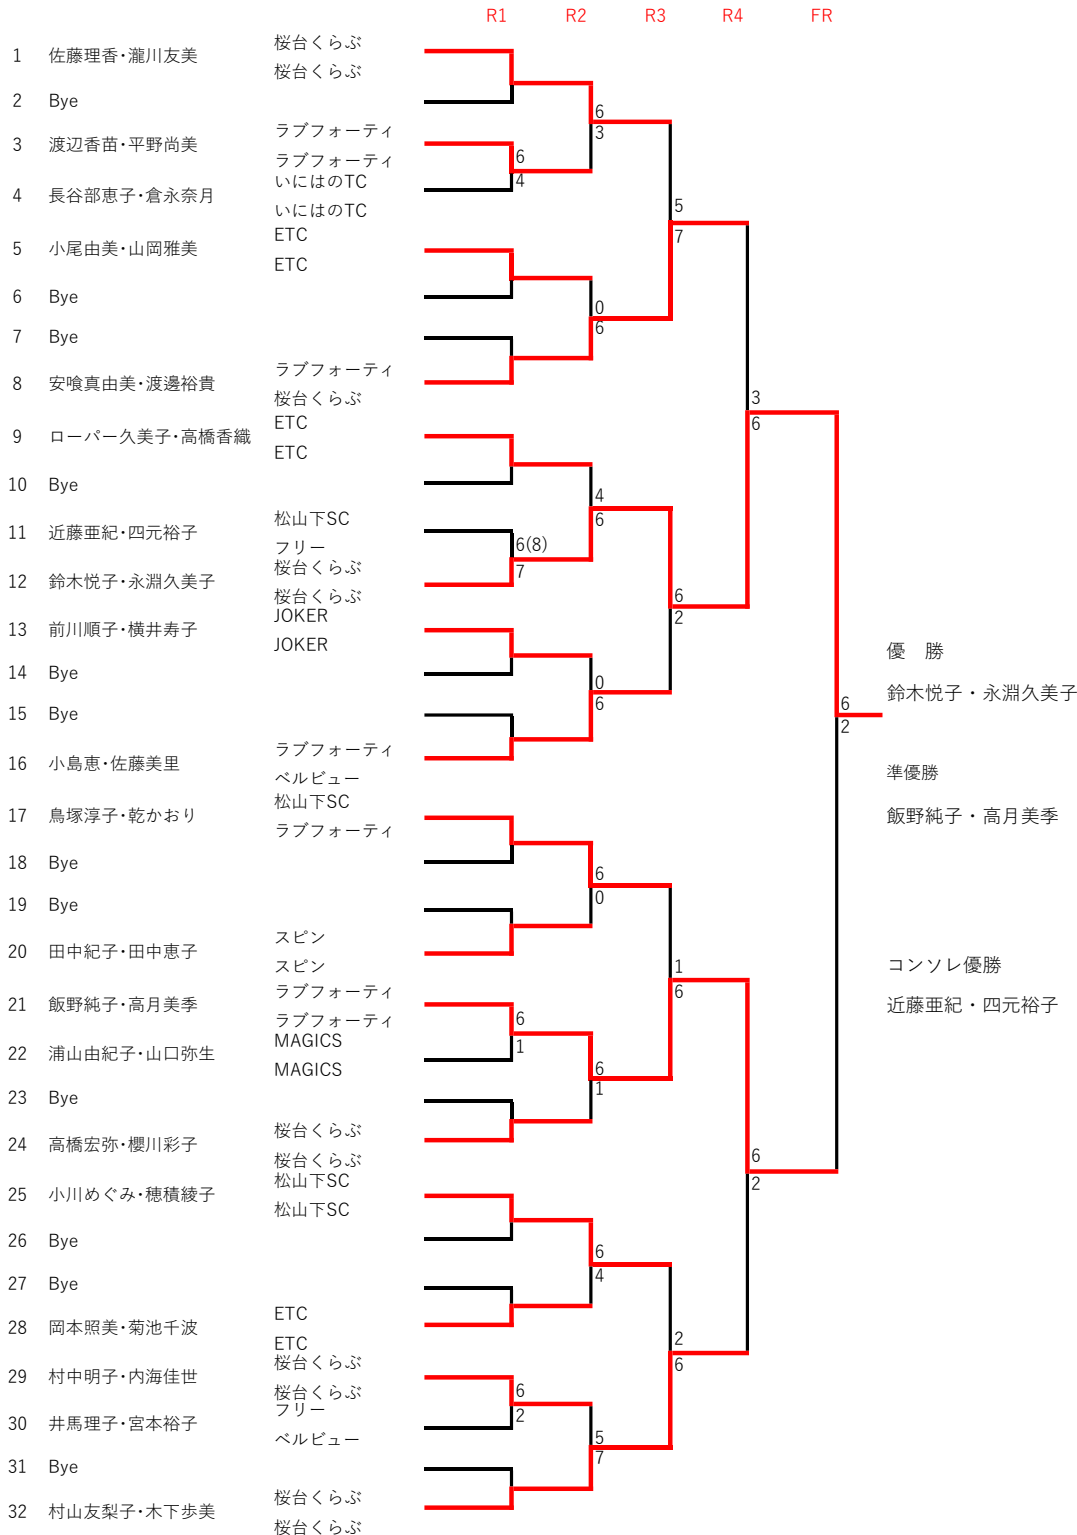 R1 R2 R3 R4 FR
1 佐藤理香・瀧川友美 桜台くらぶ
桜台くらぶ
2 Bye
3 渡辺香苗・平野尚美 ラブフォーティ
ラブフォーティ
4 長谷部恵子・倉永奈月 いにはのTC
いにはのTC
5 小尾由美・山岡雅美 ETC
ETC
6 Bye
7 Bye
8 安喰真由美・渡邊裕貴 ラブフォーティ
桜台くらぶ
9 ローパー久美子・高橋香織 ETC
ETC
10 Bye
11 近藤亜紀・四元裕子 松山下SC
フリー
12 鈴木悦子・永淵久美子 桜台くらぶ
桜台くらぶ
13 前川順子・横井寿子 JOKER
JOKER
14 Bye
15 Bye
16 小島恵・佐藤美里 ラブフォーティ
ベルビュー
17 鳥塚淳子・乾かおり 松山下SC
ラブフォーティ
18 Bye
19 Bye
20 田中紀子・田中恵子 スピン
スピン
21 飯野純子・高月美季 ラブフォーティ
ラブフォーティ
22 浦山由紀子・山口弥生 MAGICS
MAGICS
23 Bye
24 高橋宏弥・櫻川彩子 桜台くらぶ
桜台くらぶ
25 小川めぐみ・穂積綾子 松山下SC
松山下SC
26 Bye
27 Bye
28 岡本照美・菊池千波 ETC
ETC
29 村中明子・内海佳世 桜台くらぶ
桜台くらぶ
30 井馬理子・宮本裕子 フリー
ベルビュー
31 Bye
32 村山友梨子・木下歩美 桜台くらぶ
桜台くらぶ
6
4
6(8)
7
6
1
6
2
6
3
0
6
4
6
0
6
6
0
6
1
6
4
5
7
5
7
6
2
1
6
2
6
3
6
6
2
6
2
優　勝
鈴木悦子・永淵久美子
準優勝
飯野純子・高月美季
コンソレ優勝
近藤亜紀・四元裕子